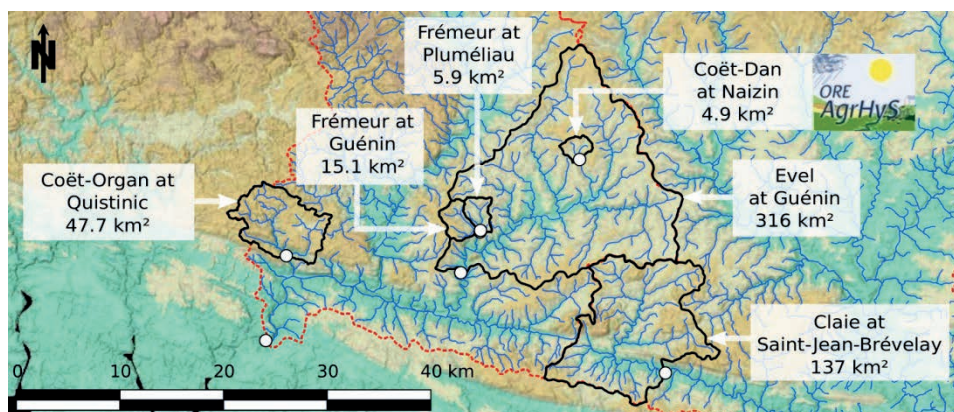 N
Frémeur at
Pluméliau
5.9 km²
Coët-Dan
at Naizin
4.9 km²
ORE
AgrHyS
Frémeur at
Guénin
15.1 km²
Coët-Organ at
Quistinic
47.7 km²
Evel
at Guénin
316 km²
Claie at
Saint-Jean-Brévelay
137 km²
0 10 20 30 40 km